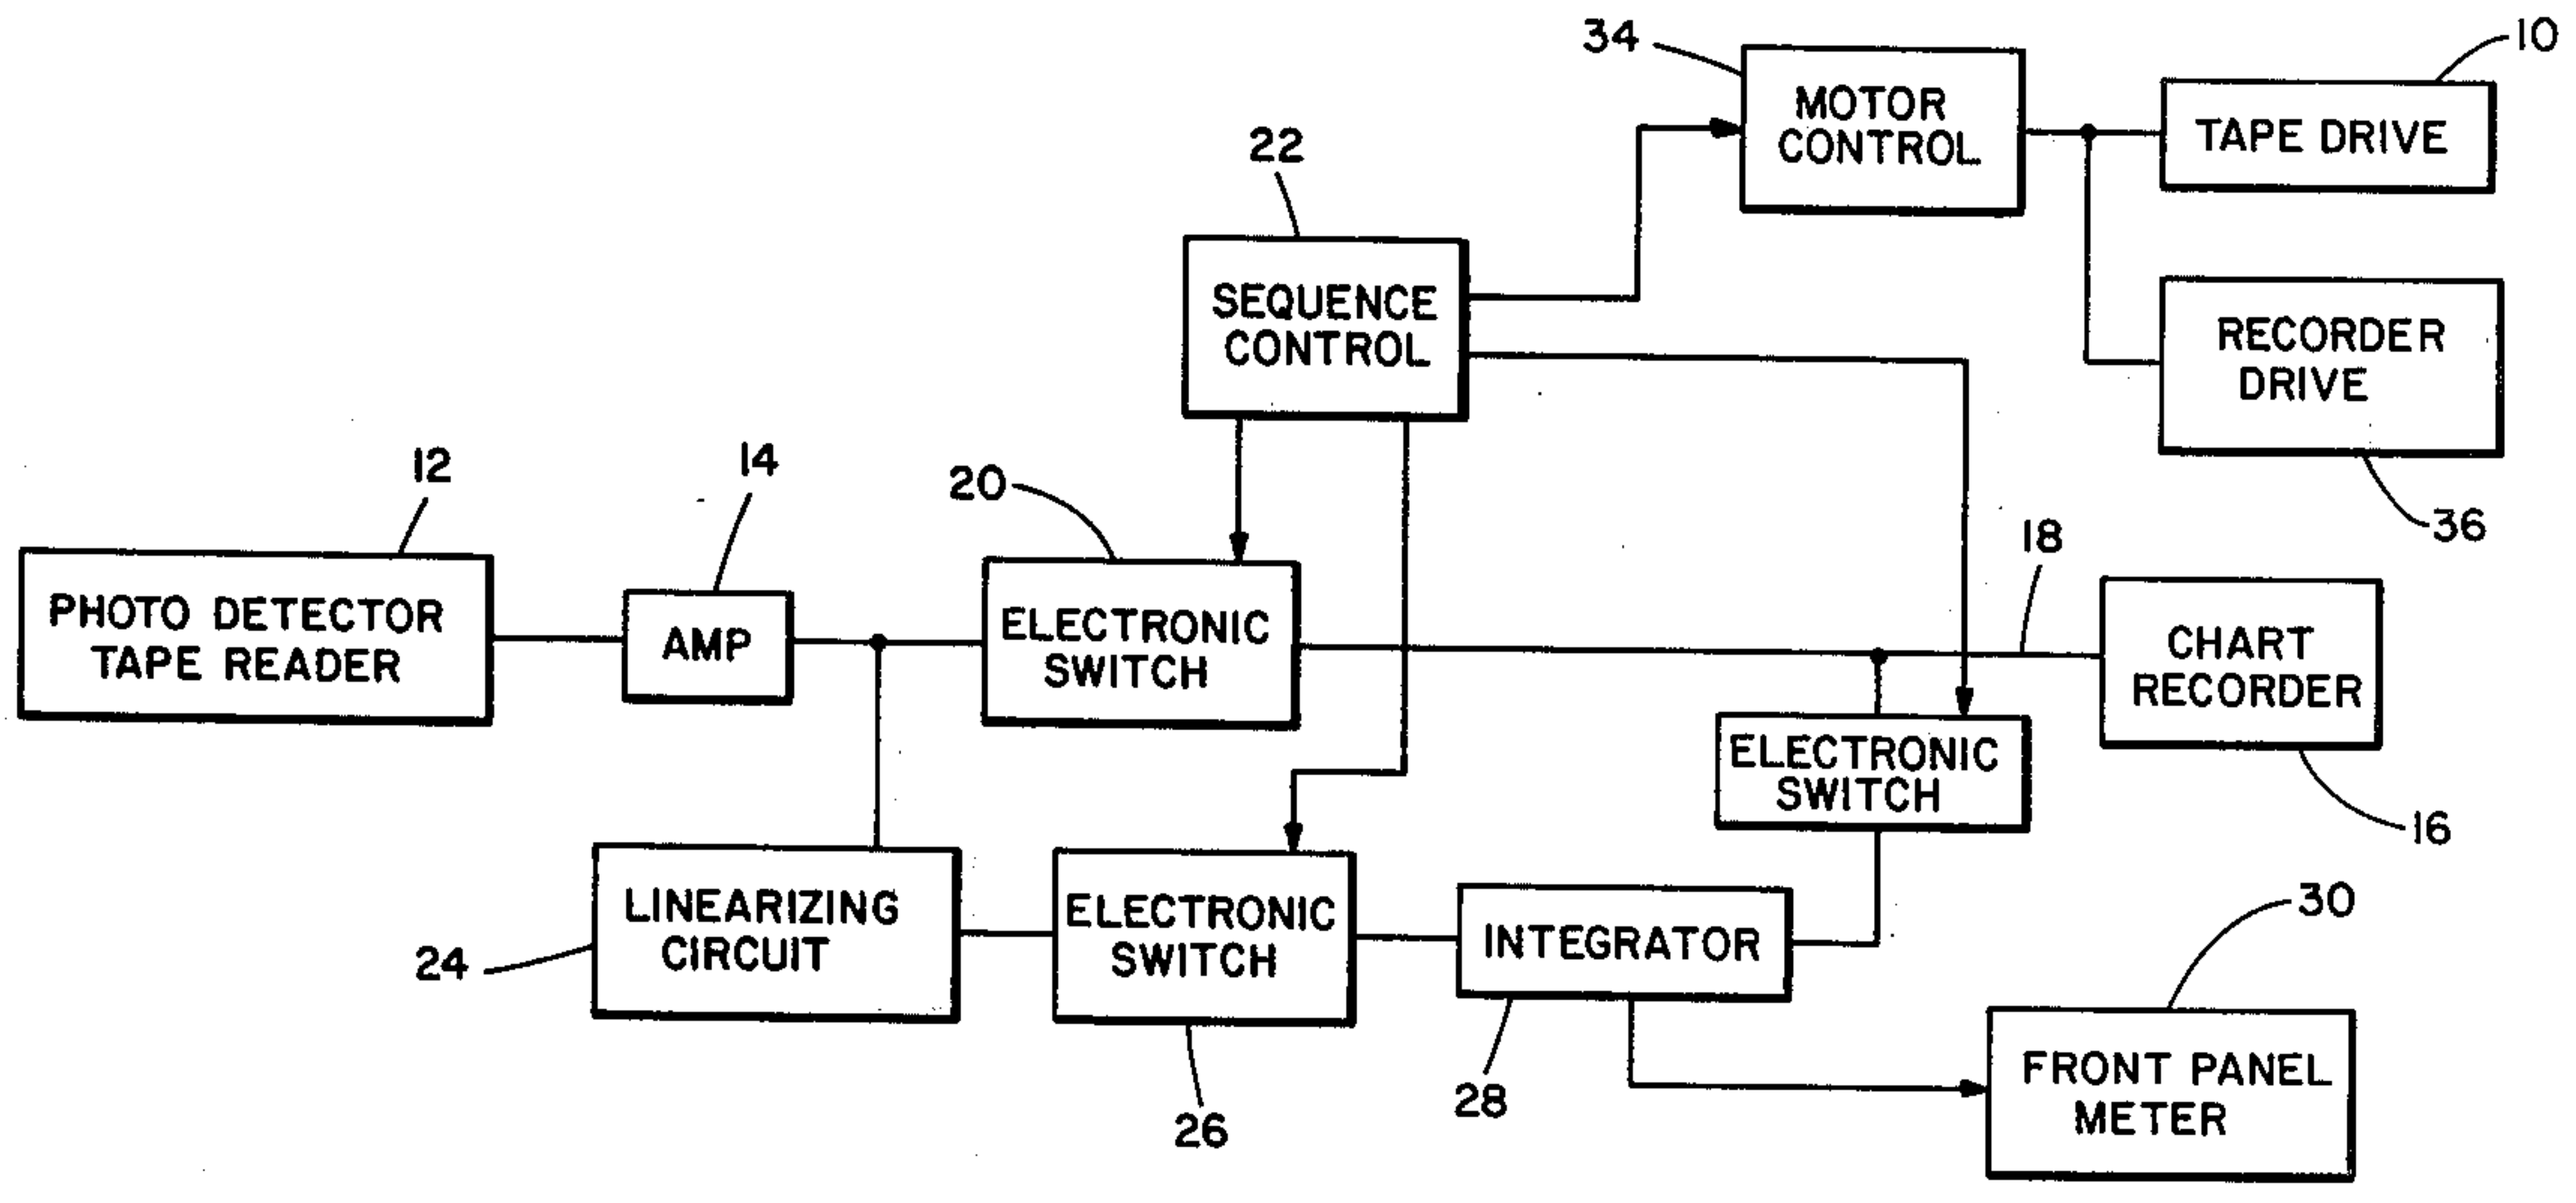 34
10
MOTOR
CONTROL
TAPE DRIVE
22
SEQUENCE
CONTROL
RECORDER
DRIVE
36
12
14
20
18
PHOTO DETECTOR
TAPE READER
AMP
ELECTRONIC
SWITCH
CHART
RECORDER
ELECTRONIC
SWITCH
16
LINEARIZING
CIRCUIT
24
ELECTRONIC
SWITCH
INTEGRATOR
30
26
28
FRONT PANEL
METER